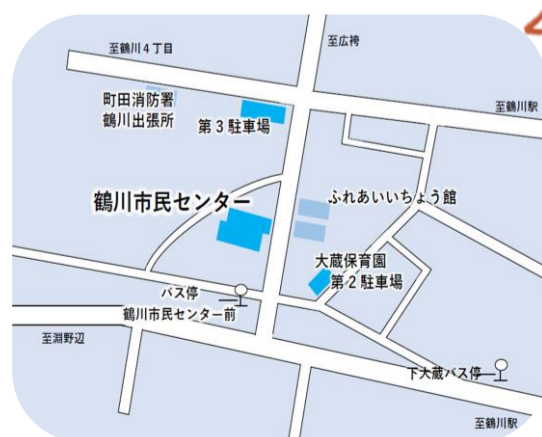 至鶴川４丁目
至広袴
町田消防署
鶴川出張所
第３駐車場
至鶴川駅
鶴川市民センター
ふれあいいちょう館
大蔵保育園
第２駐車場
バス停
鶴川市民センター前
至淵野辺
下大蔵バス停
至鶴川駅